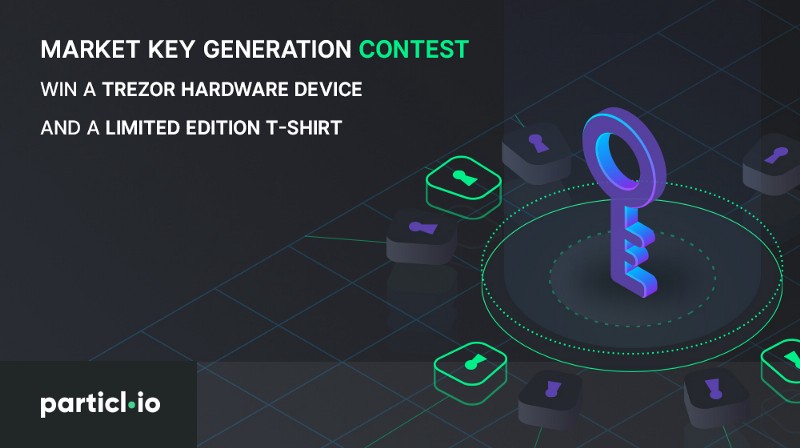 MARKET KEY GENERATION CONTEST
WIN A TREZOR HARDWARE DEVICE
AND A LIMITED EDITION T-SHIRT
particl.io